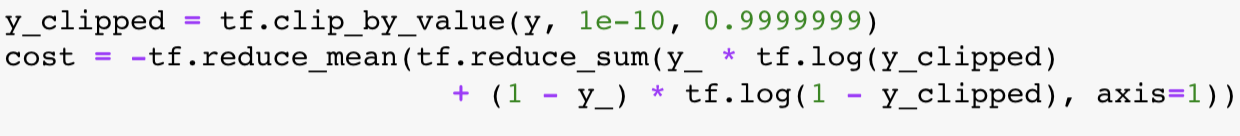 y_clipped = tf.clip_by_value(y, 1e-10, 0.9999999)
cost = -tf.reduce_mean(tf.reduce_sum(y_ * tf.log(y_clipped)
                         + (1 - y_) * tf.log(1 - y_clipped), axis=1))